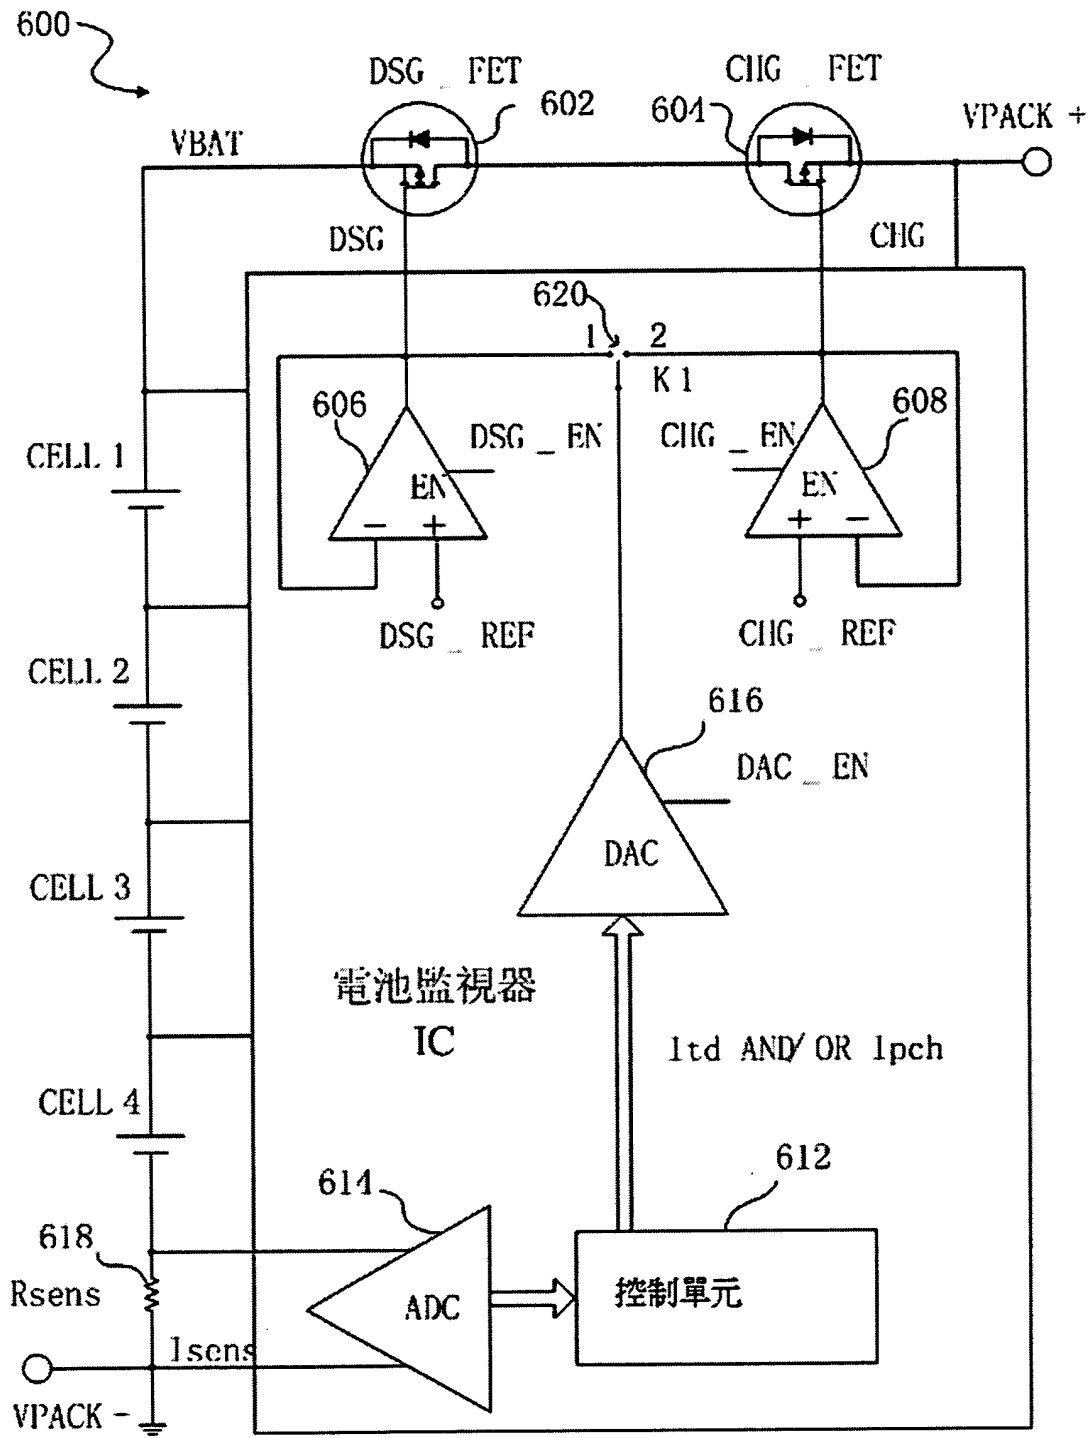 600
DSG _ FET
CHG _ FET
602
604
VPACK +
VBAT
DSG
CHG
620
1
2
K 1
606
608
DSG _ EN
CHG _ EN
CELL 1
EN
EN
−
+
+
−
DSG _ REF
CHG _ REF
CELL 2
616
DAC _ EN
DAC
CELL 3
電池監視器
IC
Itd AND/OR Ipch
CELL 4
612
614
618
Rsens
ADC
控制單元
Isens
VPACK -